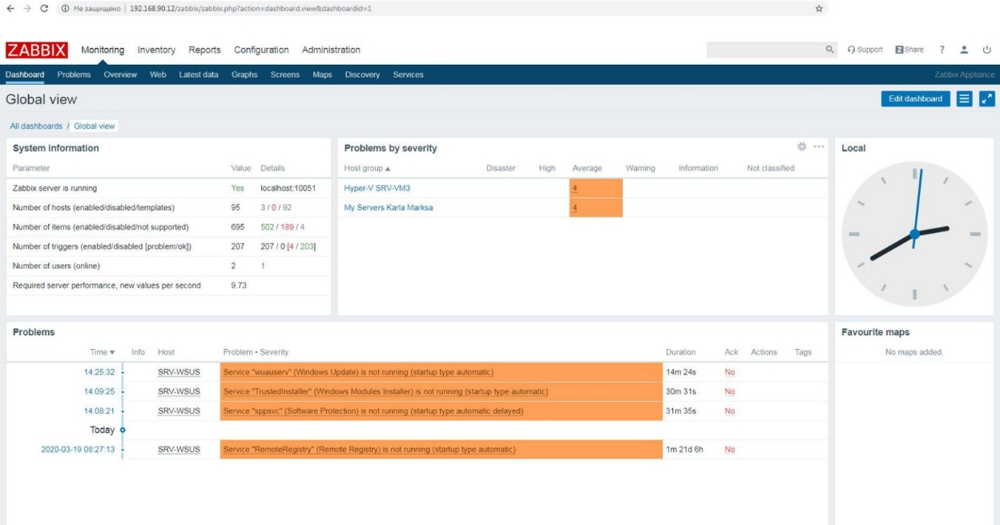 Не защищено | 192.168.90.12/zabbix/zabbix.php?action=dashboard.view&dashboardid=1
ZABBIX Monitoring Inventory Reports Configuration Administration Support Z Share ?
Dashboard Problems Overview Web Latest data Graphs Screens Maps Discovery Services Zabbix Appliance
Global view Edit dashboard
All dashboards / Global view
System information
Parameter Value Details
Zabbix server is running Yes localhost:10051
Number of hosts (enabled/disabled/templates) 95 3 / 0 / 92
Number of items (enabled/disabled/not supported) 695 502 / 189 / 4
Number of triggers (enabled/disabled [problem/ok]) 207 207 / 0 [4 / 203]
Number of users (online) 2 1
Required server performance, new values per second 9.73
Problems by severity
Host group Disaster High Average Warning Information Not classified
Hyper-V SRV-VM3 4
My Servers Karla Marksa 4
Local
Problems
Time Info Host Problem • Severity Duration Ack Actions Tags
14:25:32 SRV-WSUS Service "wuauserv" (Windows Update) is not running (startup type automatic) 14m 24s No
14:09:25 SRV-WSUS Service "TrustedInstaller" (Windows Modules Installer) is not running (startup type automatic) 30m 31s No
14:08:21 SRV-WSUS Service "sppsvc" (Software Protection) is not running (startup type automatic delayed) 31m 35s No
Today
2020-03-19 08:27:13 SRV-WSUS Service "RemoteRegistry" (Remote Registry) is not running (startup type automatic) 1m 21d 6h No
Favourite maps
No maps added.